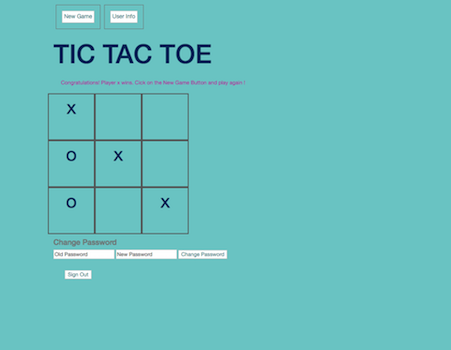 New Game User Info
TIC TAC TOE
Congratulations! Player x wins, Click on the New Game Button and play again !
X
O X
O X
Change Password
Old Password New Password Change Password
Sign Out